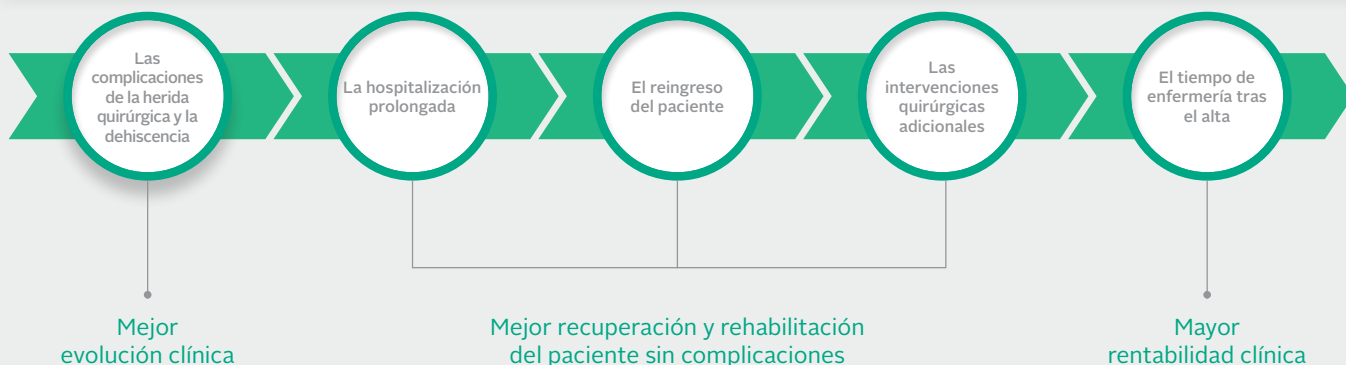 Las
complicaciones
de la herida
quirúrgica y la
dehiscencia
La hospitalización
prolongada
El reingreso
del paciente
Las
intervenciones
quirúrgicas
adicionales
El tiempo de
enfermería tras
el alta
Mejor
evolución clínica
Mejor recuperación y rehabilitación
del paciente sin complicaciones
Mayor
rentabilidad clínica